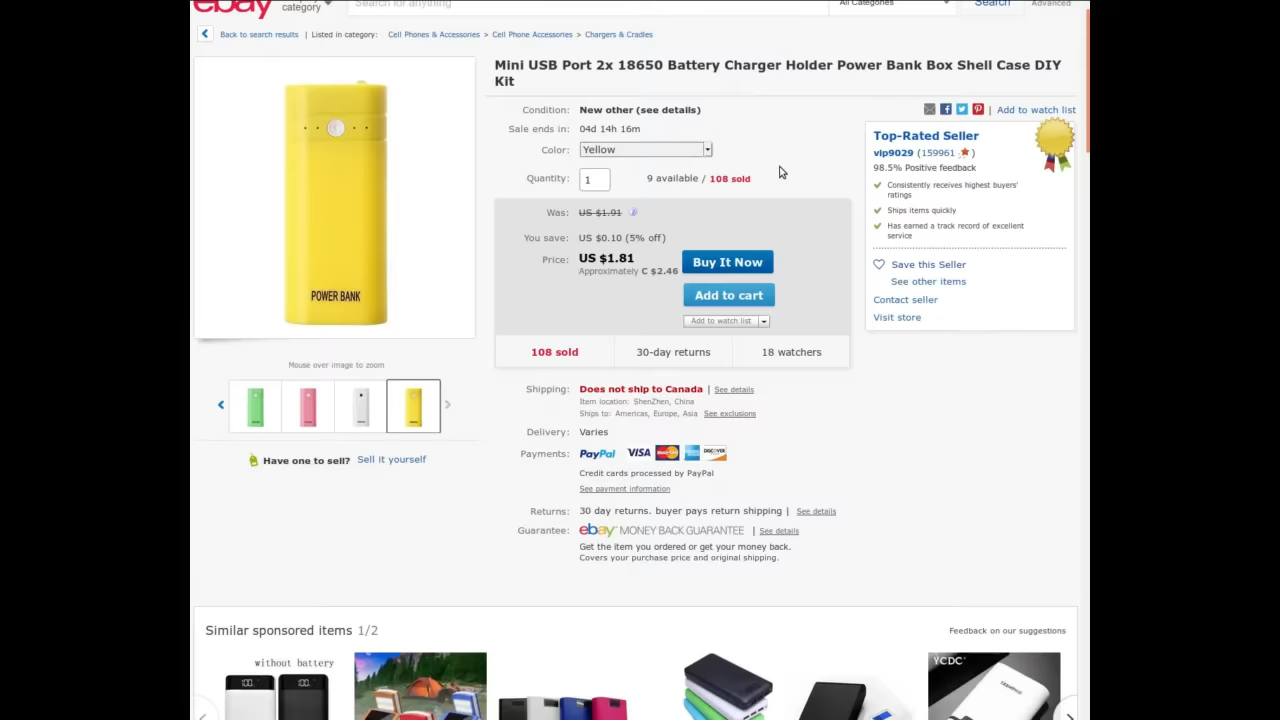 ebay
category
Search for anything
All Categories
Search
Advanced
Back to search results | Listed in category: Cell Phones & Accessories > Cell Phone Accessories > Chargers & Cradles
Mini USB Port 2x 18650 Battery Charger Holder Power Bank Box Shell Case DIY
Kit
Condition: New other (see details)
| Add to watch list
Sale ends in: 04d 14h 16m
Color: Yellow
Quantity: 1 9 available / 108 sold
Was: US $1.91
You save: US $0.10 (5% off)
Price: US $1.81
Approximately C $2.46
Buy It Now
Add to cart
Add to watch list
108 sold
30-day returns
18 watchers
Top-Rated Seller
vip9029 (159961 )
98.5% Positive feedback
Consistently receives highest buyers'
ratings
Ships items quickly
Has earned a track record of excellent
service
Save this Seller
See other items
Contact seller
Visit store
POWER BANK
Mouse over image to zoom
Have one to sell? Sell it yourself
Shipping: Does not ship to Canada | See details
Item location: ShenZhen, China
Ships to: Americas, Europe, Asia See exclusions
Delivery: Varies
Payments: PayPal VISA MasterCard DISCOVER
Credit cards processed by PayPal
See payment information
Returns: 30 day returns. buyer pays return shipping | See details
Guarantee: ebay MONEY BACK GUARANTEE | See details
Get the item you ordered or get your money back.
Covers your purchase price and original shipping.
Similar sponsored items 1/2
Feedback on our suggestions
without battery
YCDC